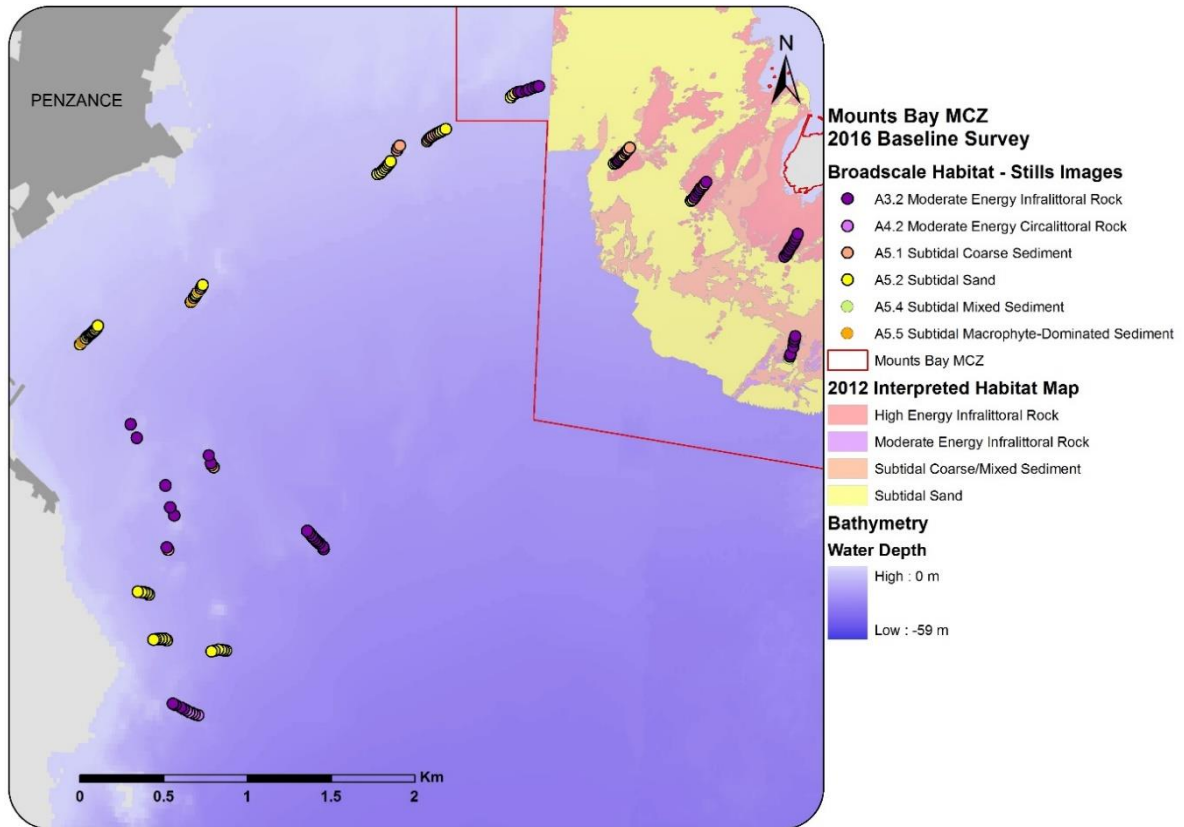 PENZANCE
N
0
0.5
1
1.5
2
Km
Mounts Bay MCZ
2016 Baseline Survey
Broadscale Habitat - Stills Images
A3.2 Moderate Energy Infralittoral Rock
A4.2 Moderate Energy Circalittoral Rock
A5.1 Subtidal Coarse Sediment
A5.2 Subtidal Sand
A5.4 Subtidal Mixed Sediment
A5.5 Subtidal Macrophyte-Dominated Sediment
Mounts Bay MCZ
2012 Interpreted Habitat Map
High Energy Infralittoral Rock
Moderate Energy Infralittoral Rock
Subtidal Coarse/Mixed Sediment
Subtidal Sand
Bathymetry
Water Depth
High : 0 m
Low : -59 m